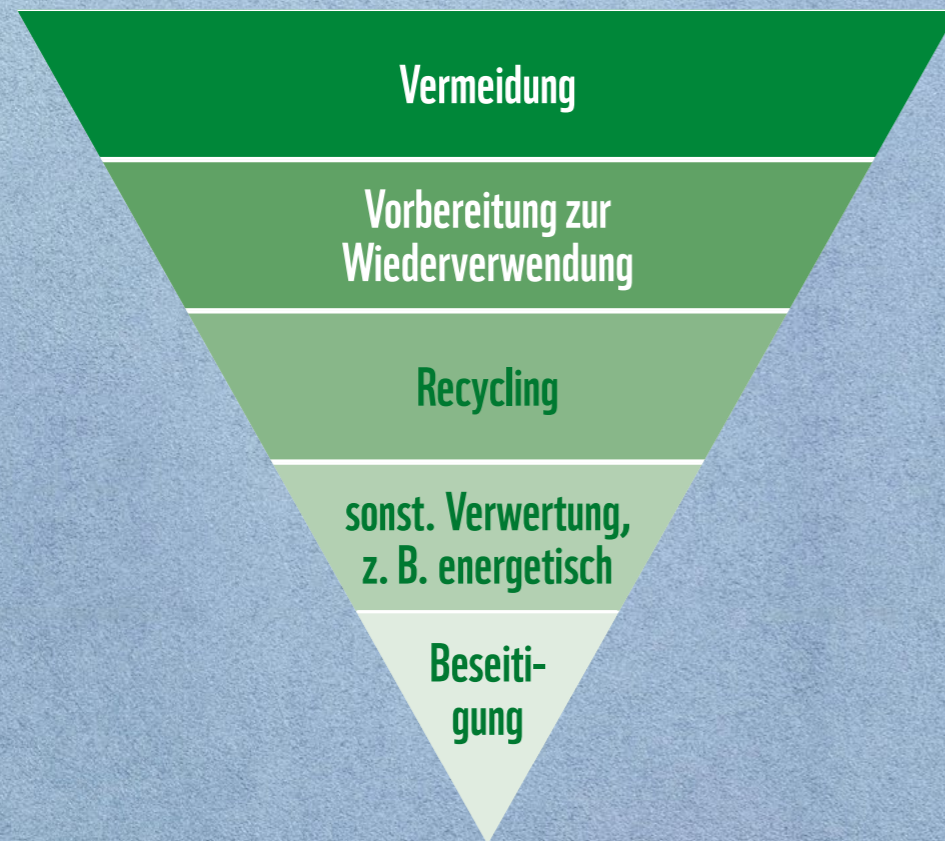 Vermeidung
Vorbereitung zur
Wiederverwendung
Recycling
sonst. Verwertung,
z. B. energetisch
Beseiti-
gung